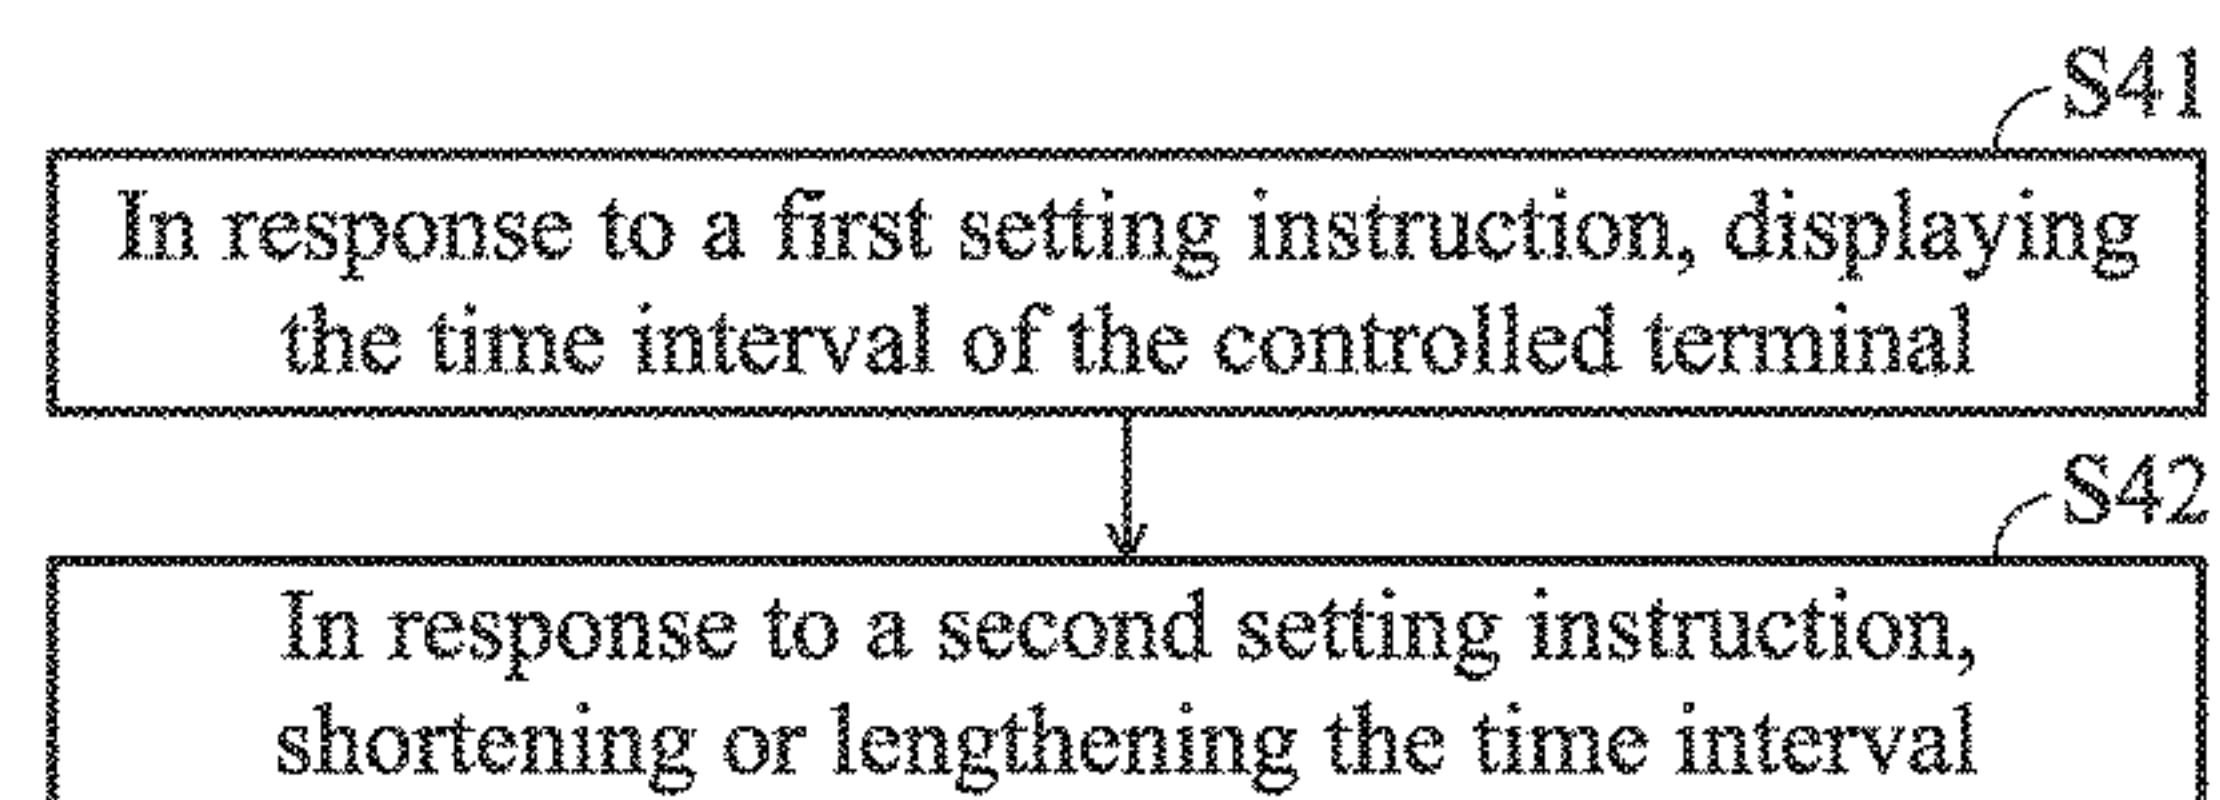 S41
In response to a first setting instruction, displaying
the time interval of the controlled terminal
S42
In response to a second setting instruction,
shortening or lengthening the time interval